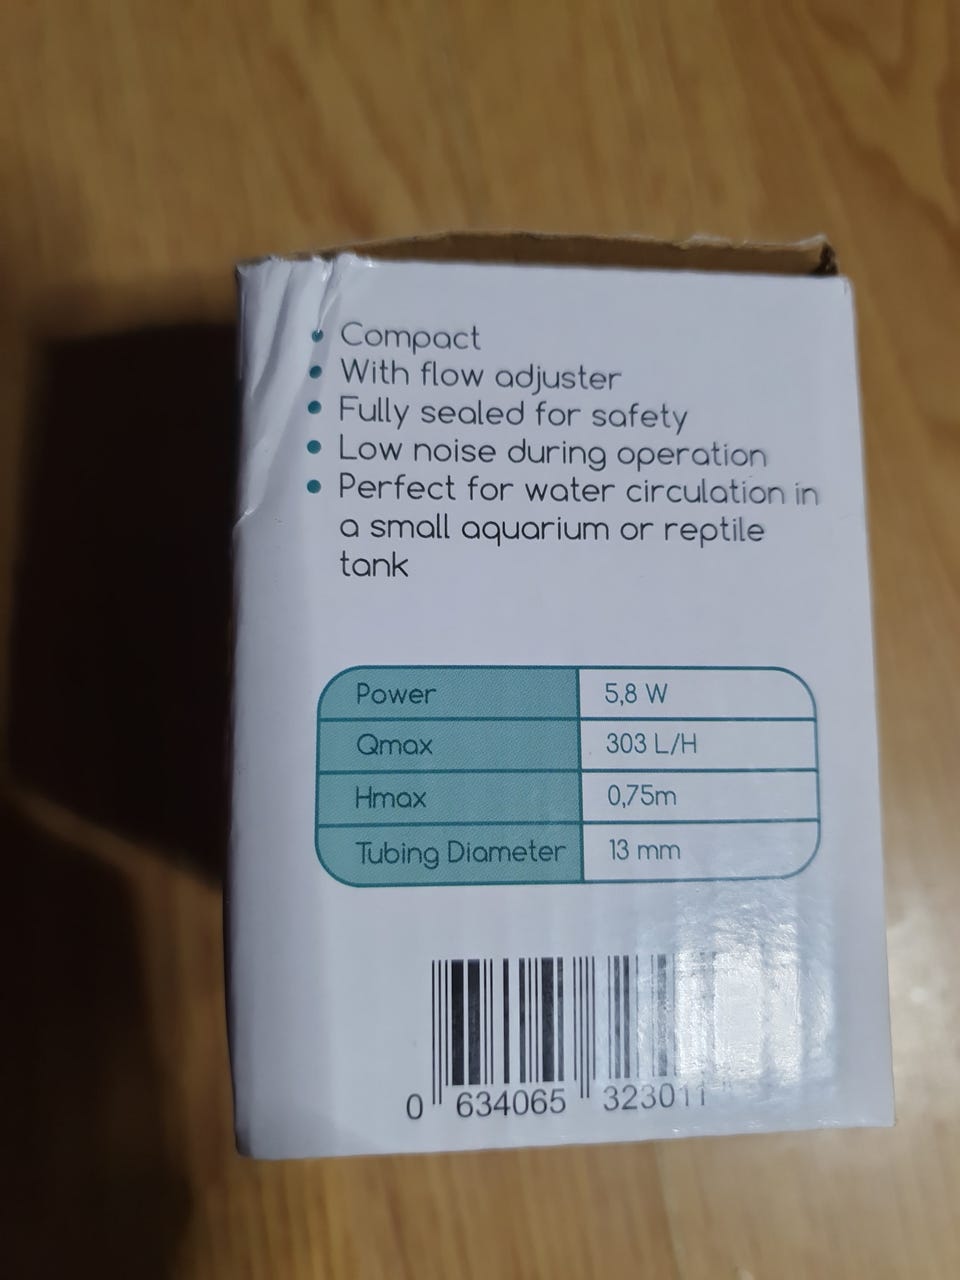 Compact
With flow adjuster
Fully sealed for safety
Low noise during operation
Perfect for water circulation in
a small aquarium or reptile
tank
Power 5,8 W
Qmax 303 L/H
Hmax 0,75m
Tubing Diameter 13 mm
0 634065 323011